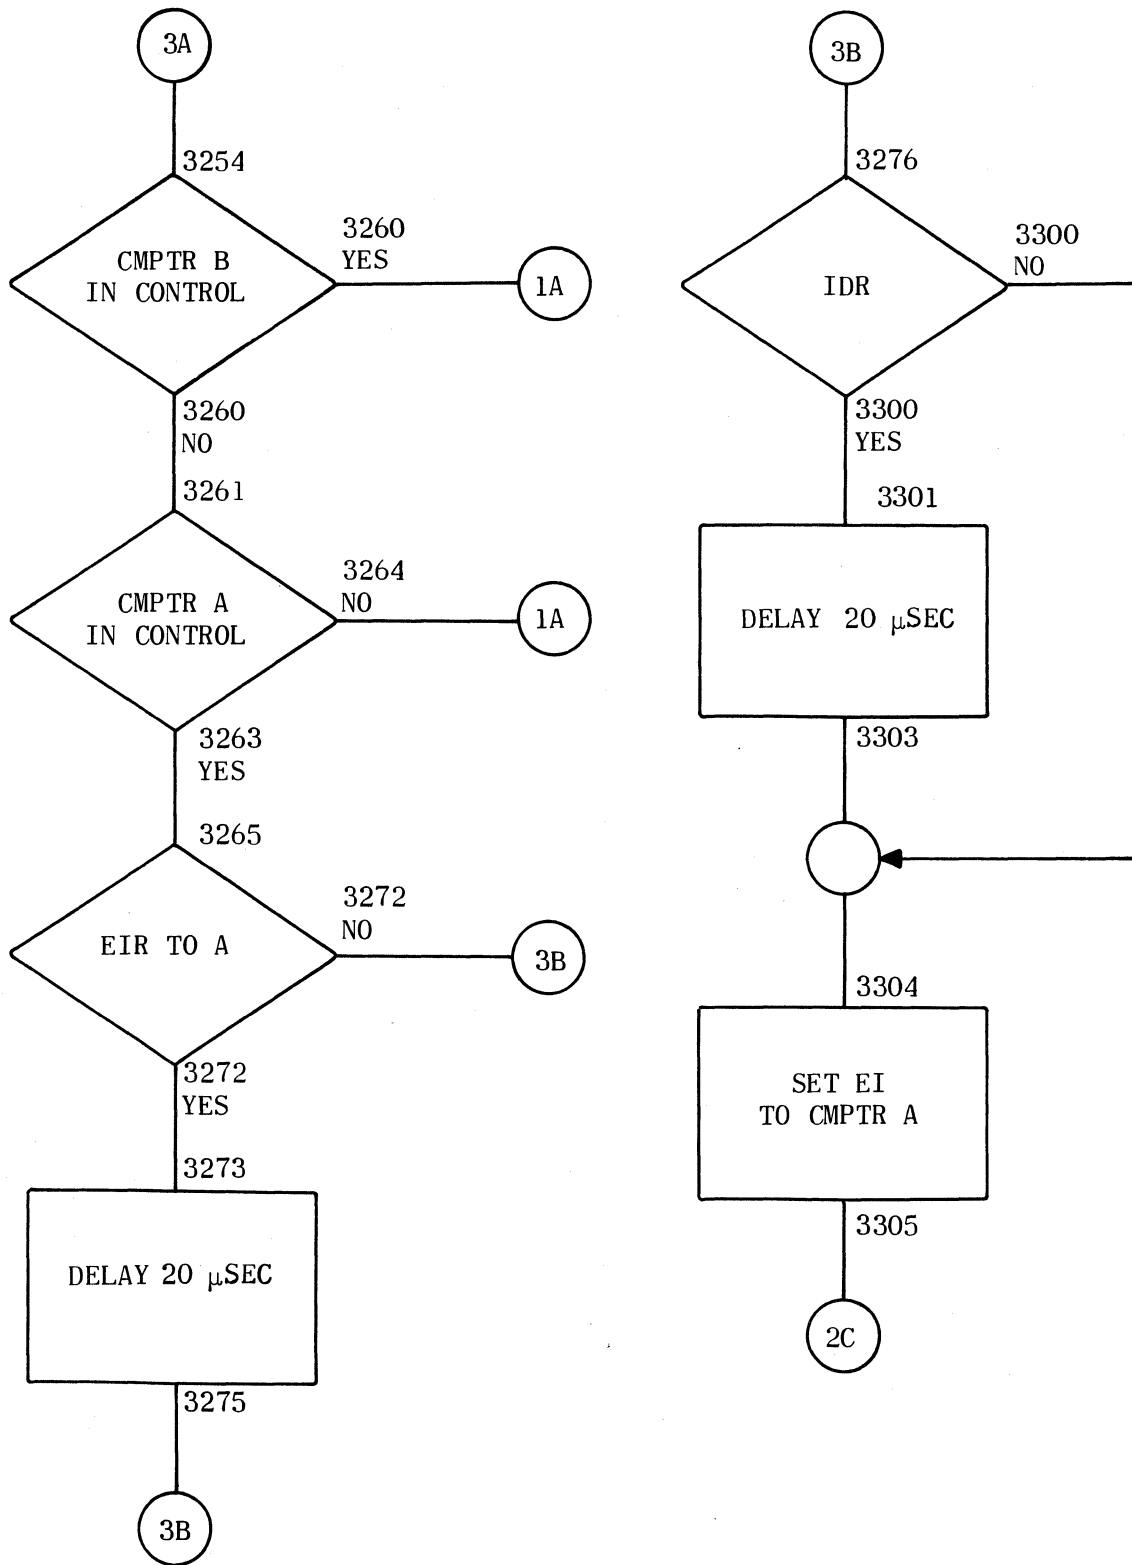 3A
3254
CMPTR B
IN CONTROL
3260
YES
1A
3260
NO
3261
CMPTR A
IN CONTROL
3264
NO
1A
3263
YES
3265
EIR TO A
3272
NO
3B
3272
YES
3273
DELAY 20 μSEC
3275
3B
3B
3276
IDR
3300
NO
3300
YES
3301
DELAY 20 μSEC
3303
3304
SET EI
TO CMPTR A
3305
2C